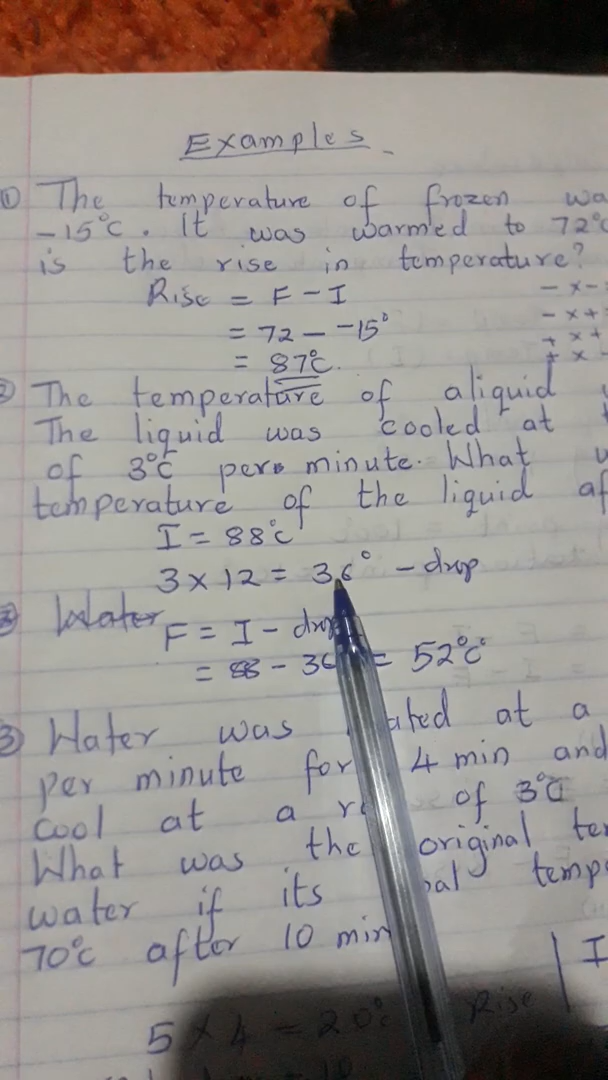 Examples
① The temperature of frozen wa
-15°C. It was warmed to 72°
is the rise in temperature?
Rise = F - I
= 72 - -15°
= 87°C.
- x -
- x +
+ x +
+ x -
② The temperature of aliquid
The liquid was cooled at
of 3°C per minute. What
temperature of the liquid af
I = 88°C
3 x 12 = 36° - drop
Water
F = I - drop
= 88 - 36 = 52°C
③ Water was at a
per minute for 4 min and
cool at a of 3°C
What was the original te
water if its temp
70°C after 10 min
5 x 4 = 20°C Rise
I